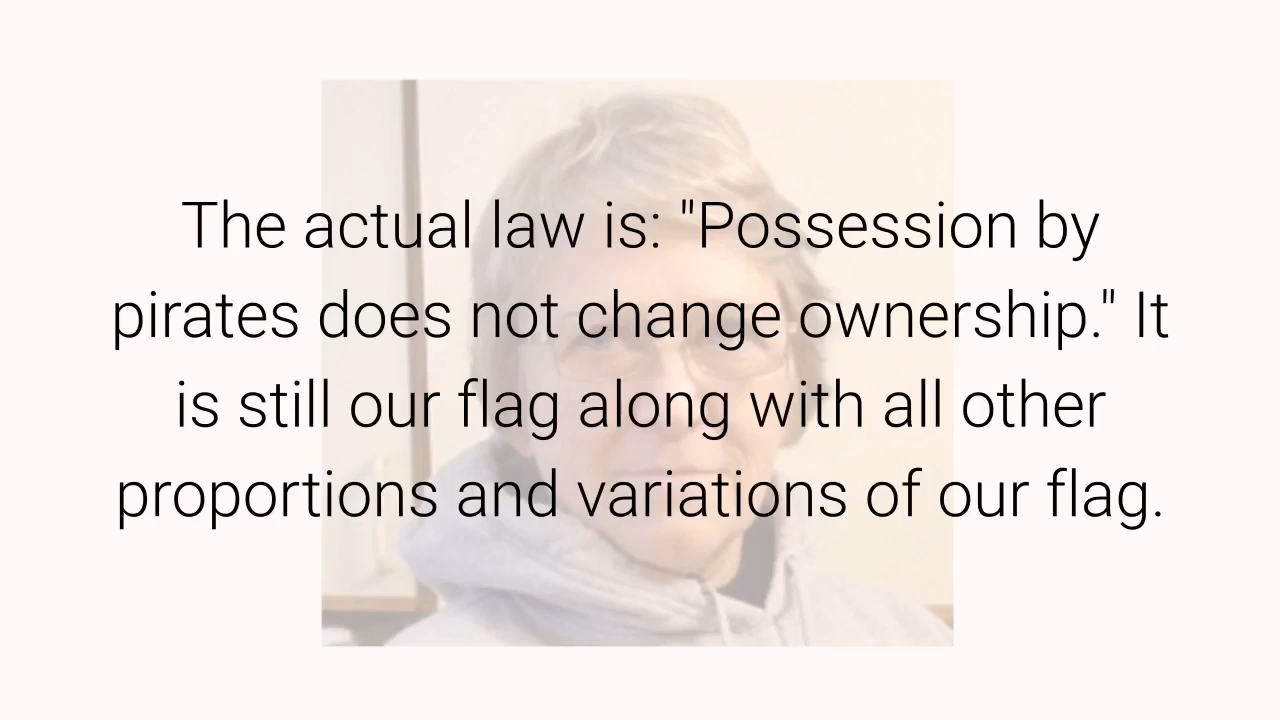 The actual law is: "Possession by
pirates does not change ownership." It
is still our flag along with all other
proportions and variations of our flag.